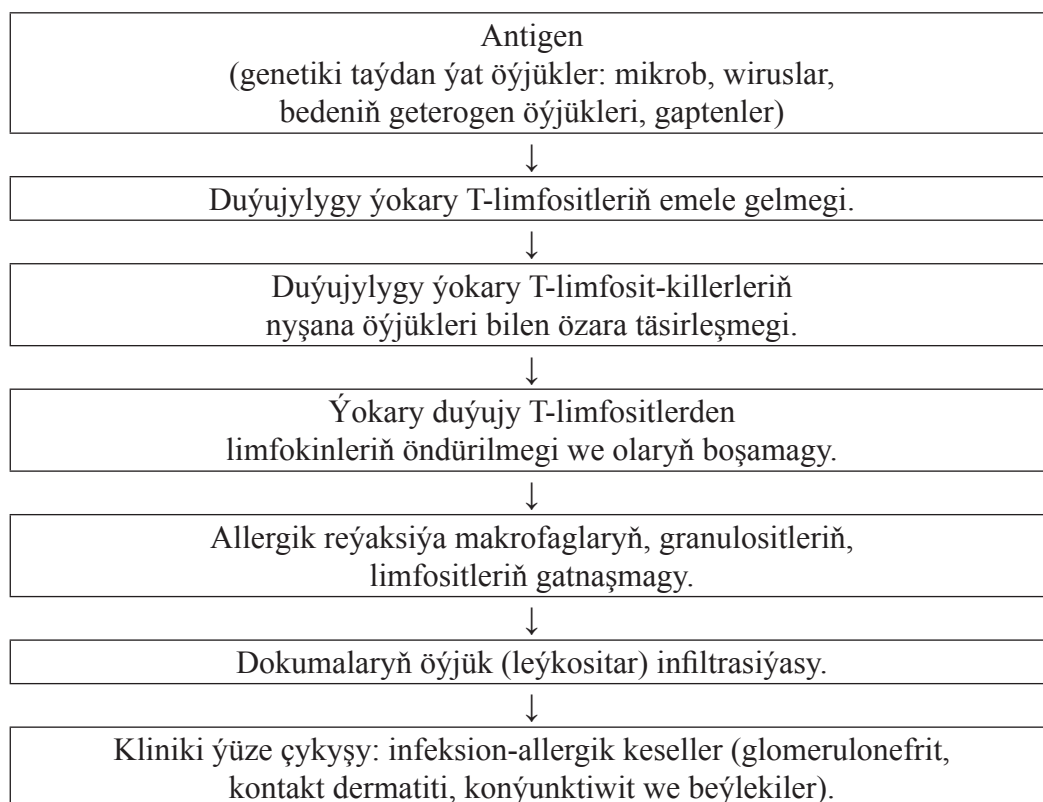 Antigen
(genetiki taýdan ýat öýjükler: mikrob, wiruslar,
bedeniň geterogen öýjükleri, gaptenler)
↓
Duýujylygy ýokary T-limfositleriň emele gelmegi.
↓
Duýujylygy ýokary T-limfosit-killerleriň
nyşana öýjükleri bilen özara täsirleşmegi.
↓
Ýokary duýujy T-limfositlerden
limfokinleriň öndürilmegi we olaryň boşamagy.
↓
Allergik reýaksiýa makrofaglaryň, granulositleriň,
limfositleriň gatnaşmagy.
↓
Dokumalaryň öýjük (leýkositar) infiltrasiýasy.
↓
Kliniki ýüze çykyşy: infeksion-allergik keseller (glomerulonefrit,
kontakt dermatiti, konýunktiwit we beýlekiler).